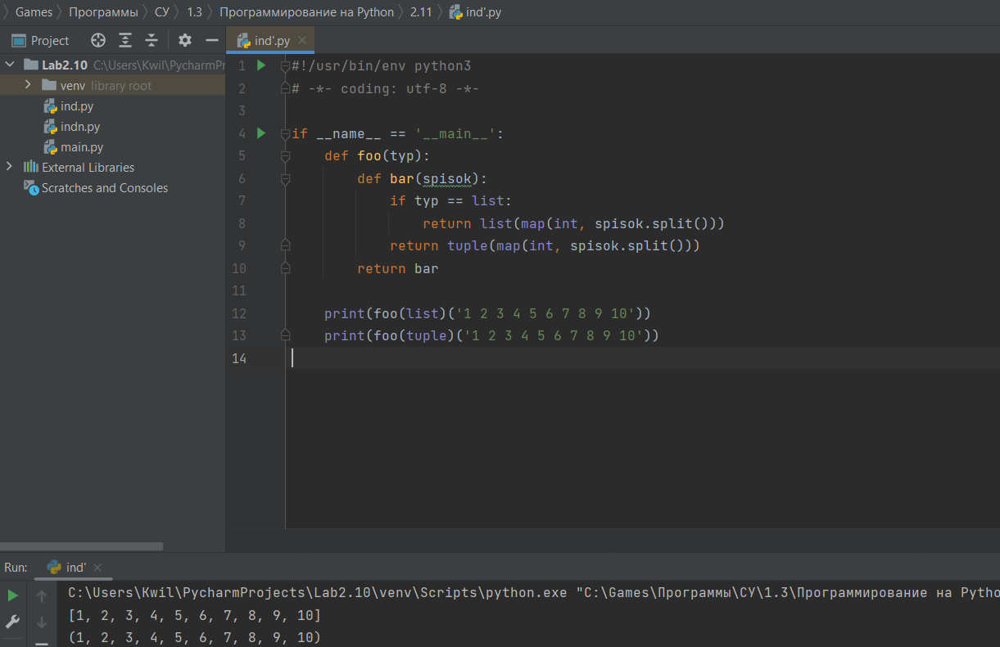 Games Программы СУ 1.3 Программирование на Python 2.11 ind'.py
Project
ind'.py
Lab2.10 C:\Users\Kwil\PycharmPr
venv library root
ind.py
indn.py
main.py
External Libraries
Scratches and Consoles
1 #!/usr/bin/env python3
2 # -*- coding: utf-8 -*-
3
4 if __name__ == '__main__':
5     def foo(typ):
6         def bar(spisok):
7             if typ == list:
8                 return list(map(int, spisok.split()))
9             return tuple(map(int, spisok.split()))
10         return bar
11
12     print(foo(list)('1 2 3 4 5 6 7 8 9 10'))
13     print(foo(tuple)('1 2 3 4 5 6 7 8 9 10'))
14
Run: ind'
C:\Users\Kwil\PycharmProjects\Lab2.10\venv\Scripts\python.exe "C:\Games\Программы\СУ\1.3\Программирование на Pytho
[1, 2, 3, 4, 5, 6, 7, 8, 9, 10]
(1, 2, 3, 4, 5, 6, 7, 8, 9, 10)